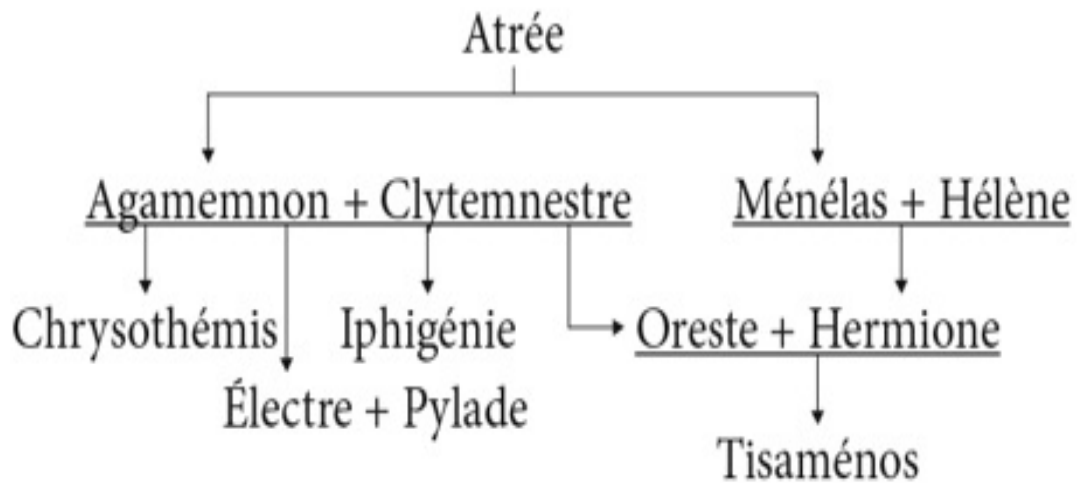 Atrée
Agamemnon + Clytemnestre
Ménélas + Hélène
Chrysothémis
Iphigénie
Oreste + Hermione
Électre + Pylade
Tisaménos